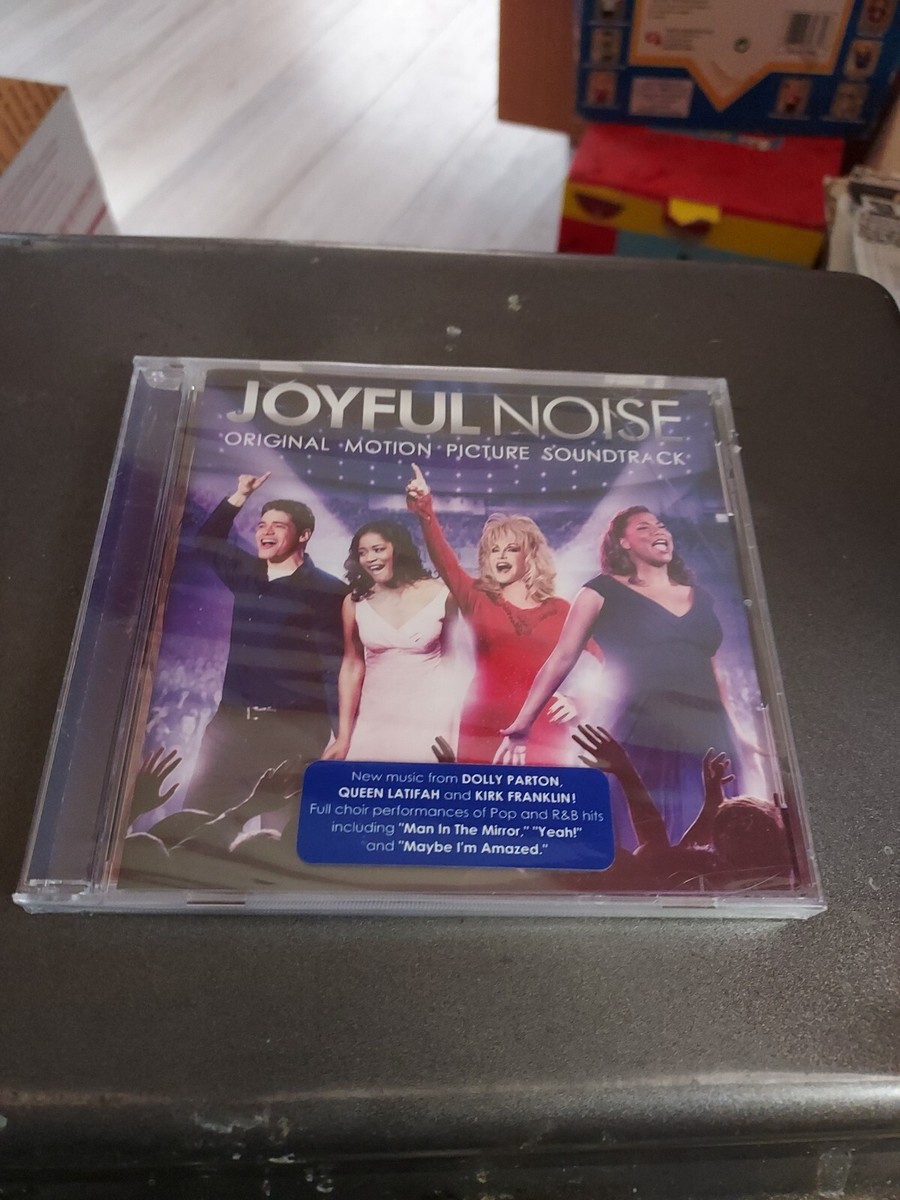 JOYFUL NOISE
ORIGINAL MOTION PICTURE SOUNDTRACK
New music from DOLLY PARTON,
QUEEN LATIFAH and KIRK FRANKLIN!
Full choir performances of Pop and R&B hits
including "Man In The Mirror," "Yeah!"
and "Maybe I'm Amazed."